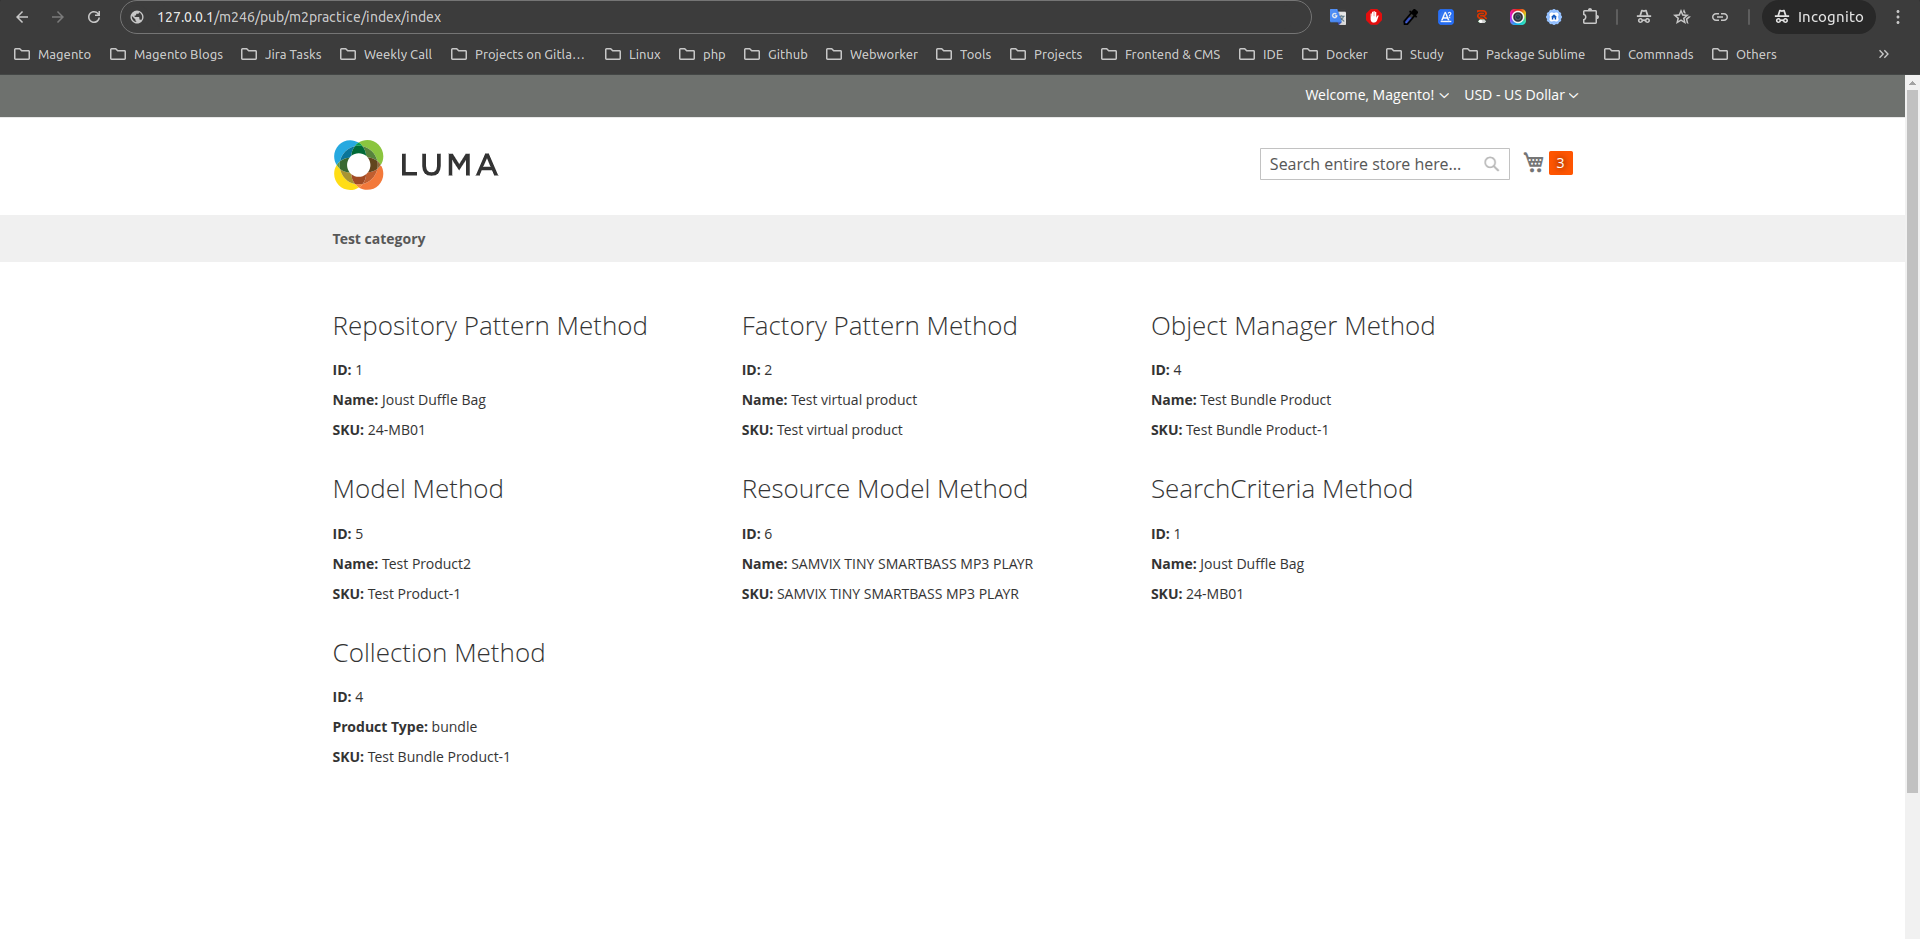 127.0.0.1/m246/pub/m2practice/index/index
Incognito
Magento
Magento Blogs
Jira Tasks
Weekly Call
Projects on Gitla...
Linux
php
Github
Webworker
Tools
Projects
Frontend & CMS
IDE
Docker
Study
Package Sublime
Commnads
Others
Welcome, Magento!
USD - US Dollar
LUMA
Search entire store here...
3
Test category
Repository Pattern Method
ID: 1
Name: Joust Duffle Bag
SKU: 24-MB01
Factory Pattern Method
ID: 2
Name: Test virtual product
SKU: Test virtual product
Object Manager Method
ID: 4
Name: Test Bundle Product
SKU: Test Bundle Product-1
Model Method
ID: 5
Name: Test Product2
SKU: Test Product-1
Resource Model Method
ID: 6
Name: SAMVIX TINY SMARTBASS MP3 PLAYR
SKU: SAMVIX TINY SMARTBASS MP3 PLAYR
SearchCriteria Method
ID: 1
Name: Joust Duffle Bag
SKU: 24-MB01
Collection Method
ID: 4
Product Type: bundle
SKU: Test Bundle Product-1